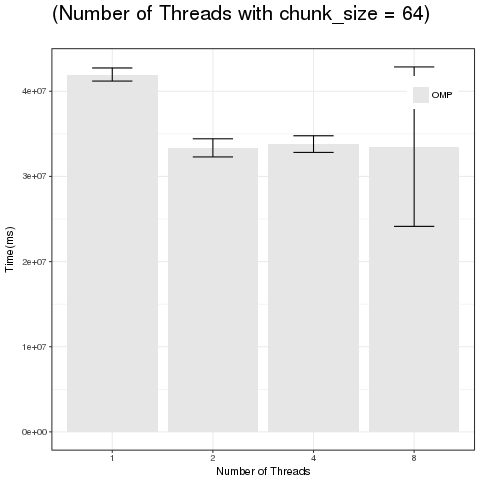 (Number of Threads with chunk_size = 64)
4e+07
OMP
3e+07
Time(ms)
2e+07
1e+07
0e+00
1 2 4 8
Number of Threads